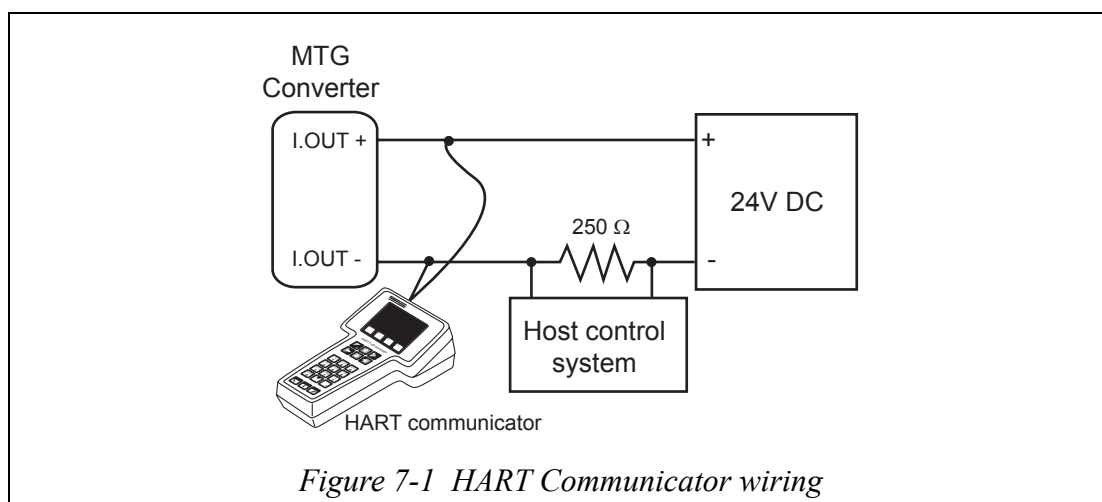 MTG
Converter
I.OUT +
+
24V DC
250 Ω
I.OUT -
-
Host control
system
HART communicator
Figure 7-1 HART Communicator wiring